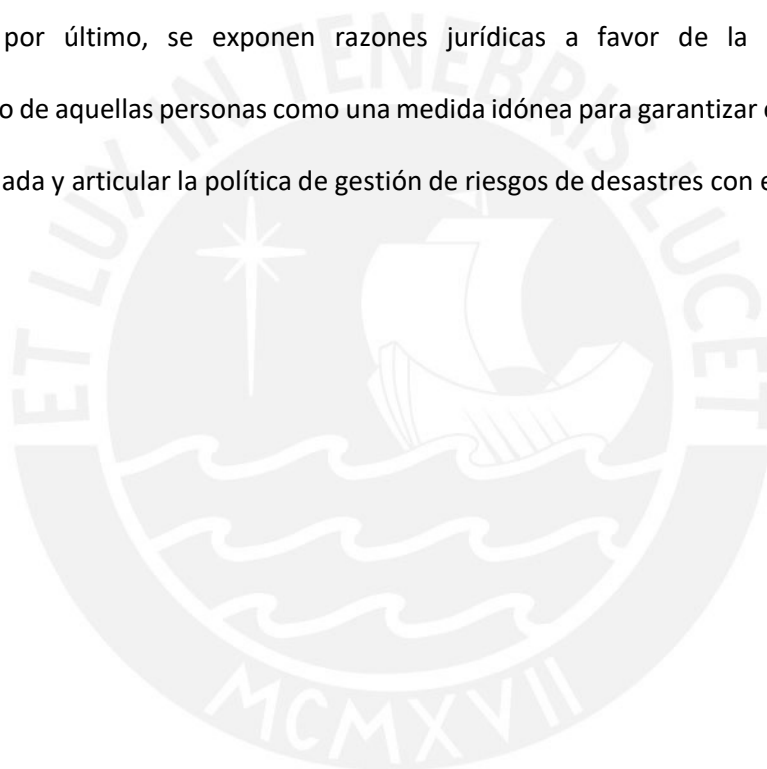 por último, se exponen razones jurídicas a favor de la
o de aquellas personas como una medida idónea para garantizar
ada y articular la política de gestión de riesgos de desastres con
ET LUX IN TENEBRIS LUCET
MCMXVII